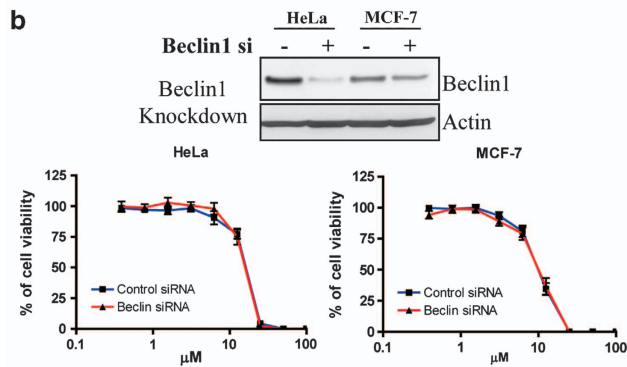 b
HeLa MCF-7
Beclin1 si - + - +
Beclin1
Knockdown
Beclin1
Actin
HeLa
% of cell viability
125
100
75
50
25
0
Control siRNA
Beclin siRNA
0.1 1 10 100
µM
MCF-7
% of cell viability
125
100
75
50
25
0
Control siRNA
Beclin siRNA
0.1 1 10 100
µM